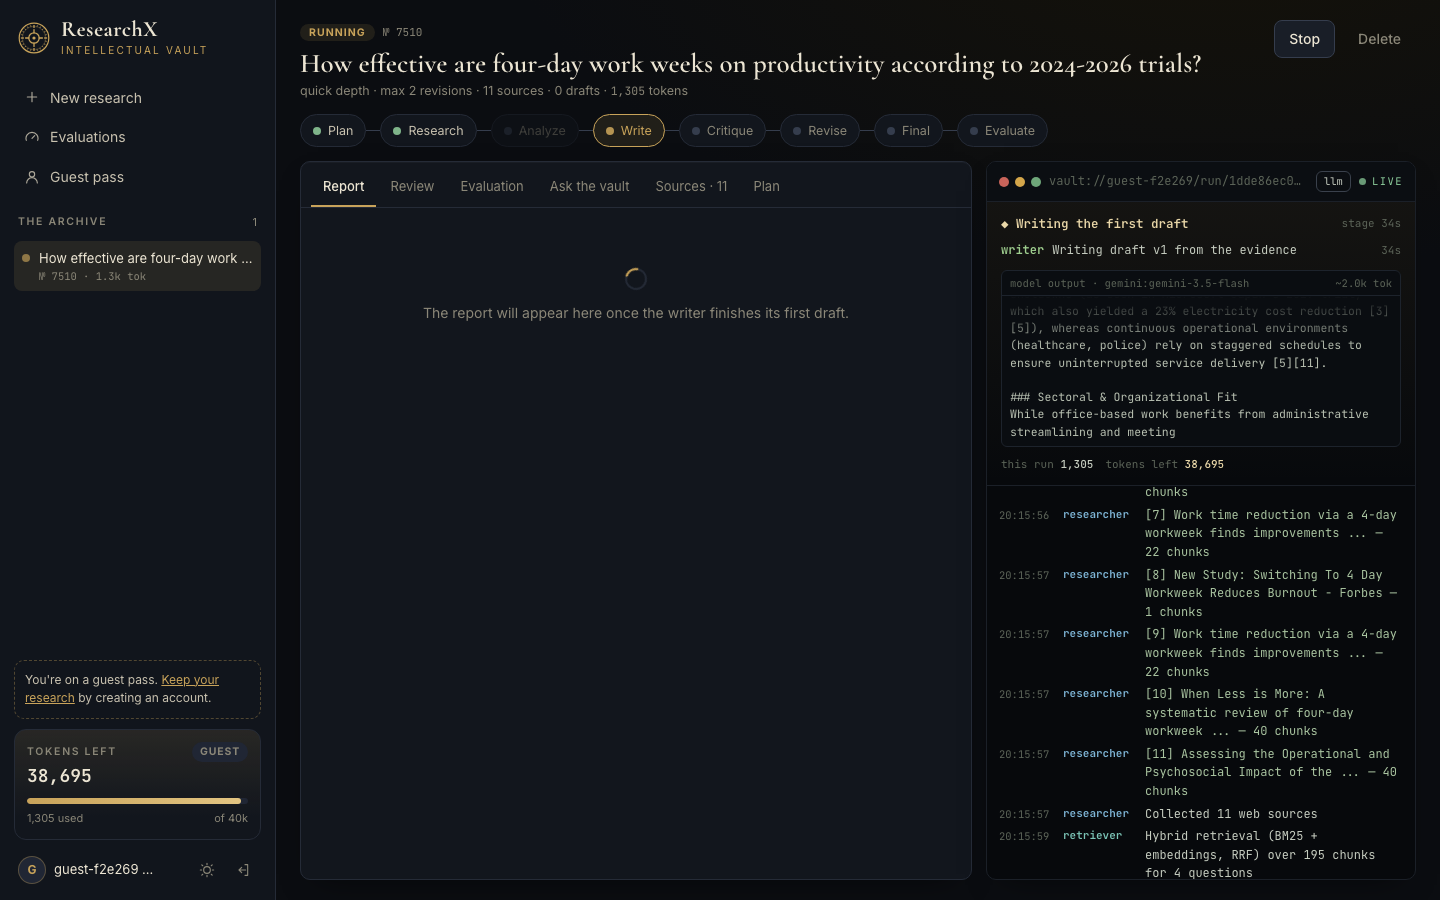 ResearchX
INTELLECTUAL VAULT
New research
Evaluations
Guest pass
THE ARCHIVE 1
How effective are four-day work ...
№ 7510 · 1.3k tok
You're on a guest pass. Keep your
research by creating an account.
TOKENS LEFT GUEST
38,695
1,305 used of 40k
G guest-f2e269 ...
RUNNING № 7510
How effective are four-day work weeks on productivity according to 2024-2026 trials?
quick depth · max 2 revisions · 11 sources · 0 drafts · 1,305 tokens
Stop Delete
Plan Research Analyze Write Critique Revise Final Evaluate
Report Review Evaluation Ask the vault Sources · 11 Plan
The report will appear here once the writer finishes its first draft.
vault://guest-f2e269/run/1dde86ec0… llm LIVE
◆ Writing the first draft stage 34s
writer Writing draft v1 from the evidence 34s
model output · gemini:gemini-3.5-flash ~2.0k tok
which also yielded a 23% electricity cost reduction [3]
[5]), whereas continuous operational environments
(healthcare, police) rely on staggered schedules to
ensure uninterrupted service delivery [5][11].
### Sectoral & Organizational Fit
While office-based work benefits from administrative
streamlining and meeting
this run 1,305 tokens left 38,695
chunks
20:15:56 researcher [7] Work time reduction via a 4-day
workweek finds improvements ... —
22 chunks
20:15:57 researcher [8] New Study: Switching To 4 Day
Workweek Reduces Burnout - Forbes —
1 chunks
20:15:57 researcher [9] Work time reduction via a 4-day
workweek finds improvements ... —
22 chunks
20:15:57 researcher [10] When Less is More: A
systematic review of four-day
workweek ... — 40 chunks
20:15:57 researcher [11] Assessing the Operational and
Psychosocial Impact of the ... — 40
chunks
20:15:57 researcher Collected 11 web sources
20:15:59 retriever Hybrid retrieval (BM25 +
embeddings, RRF) over 195 chunks
for 4 questions